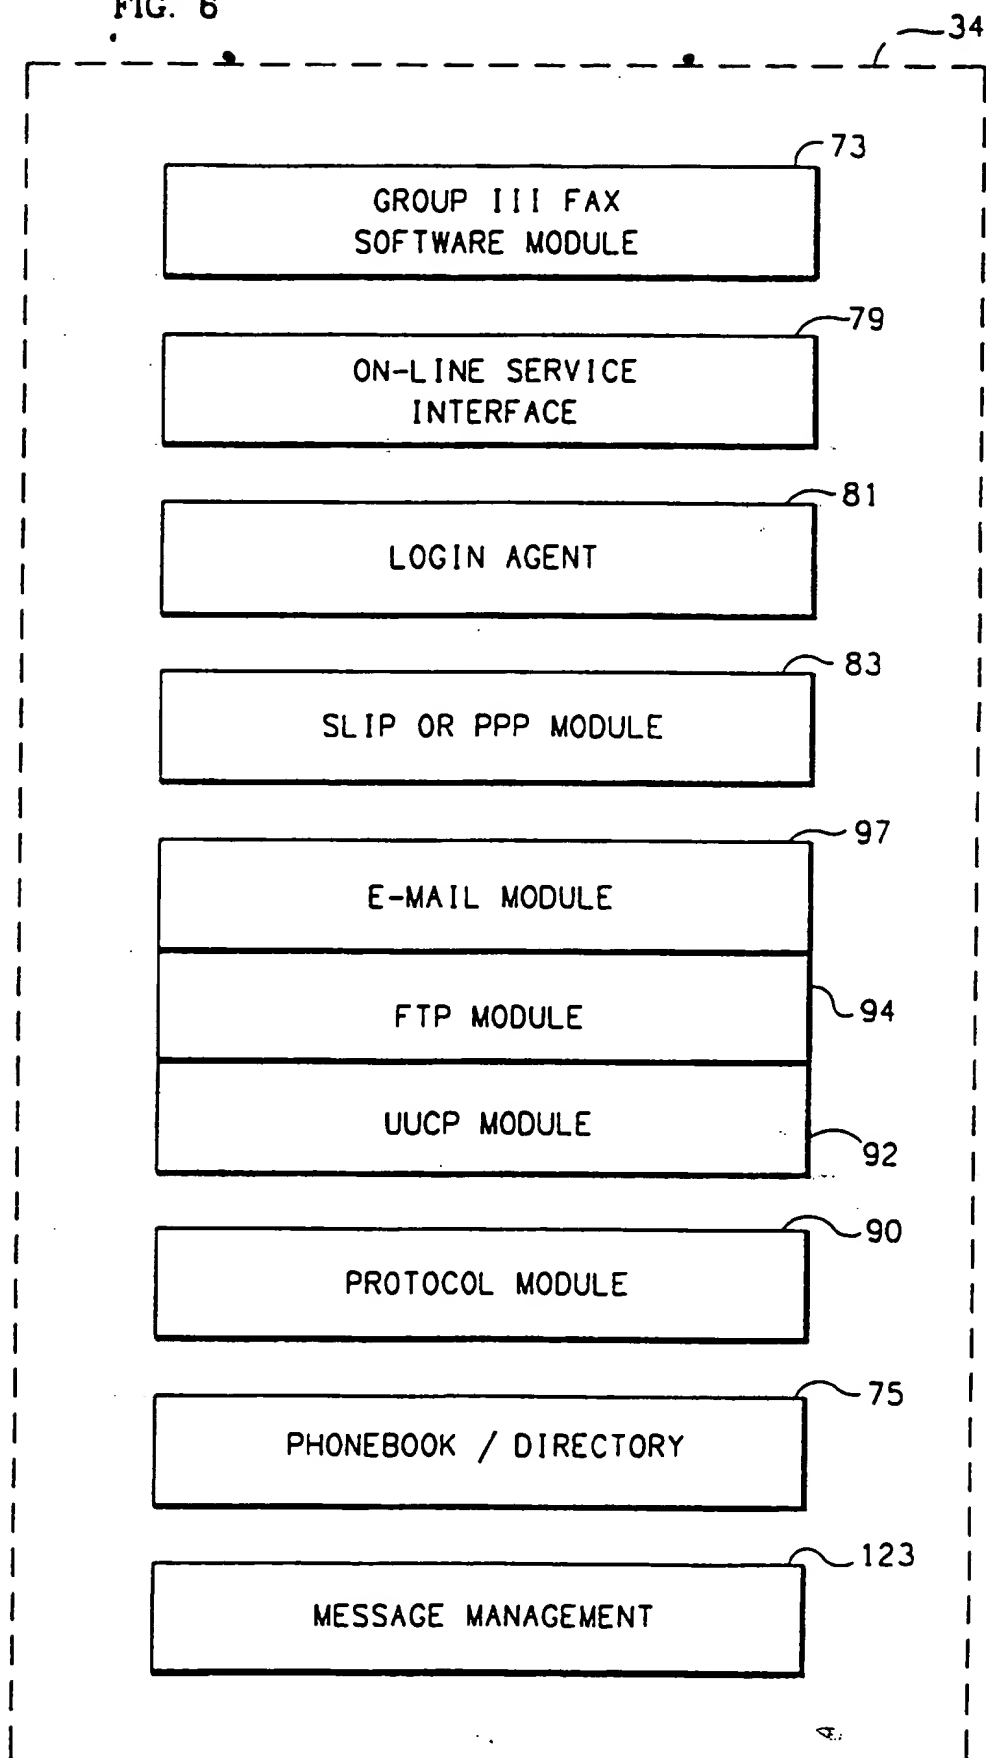 FIG. 6
34
73
GROUP III FAX
SOFTWARE MODULE
79
ON-LINE SERVICE
INTERFACE
81
LOGIN AGENT
83
SLIP OR PPP MODULE
97
E-MAIL MODULE
FTP MODULE
94
UUCP MODULE
92
90
PROTOCOL MODULE
75
PHONEBOOK / DIRECTORY
123
MESSAGE MANAGEMENT